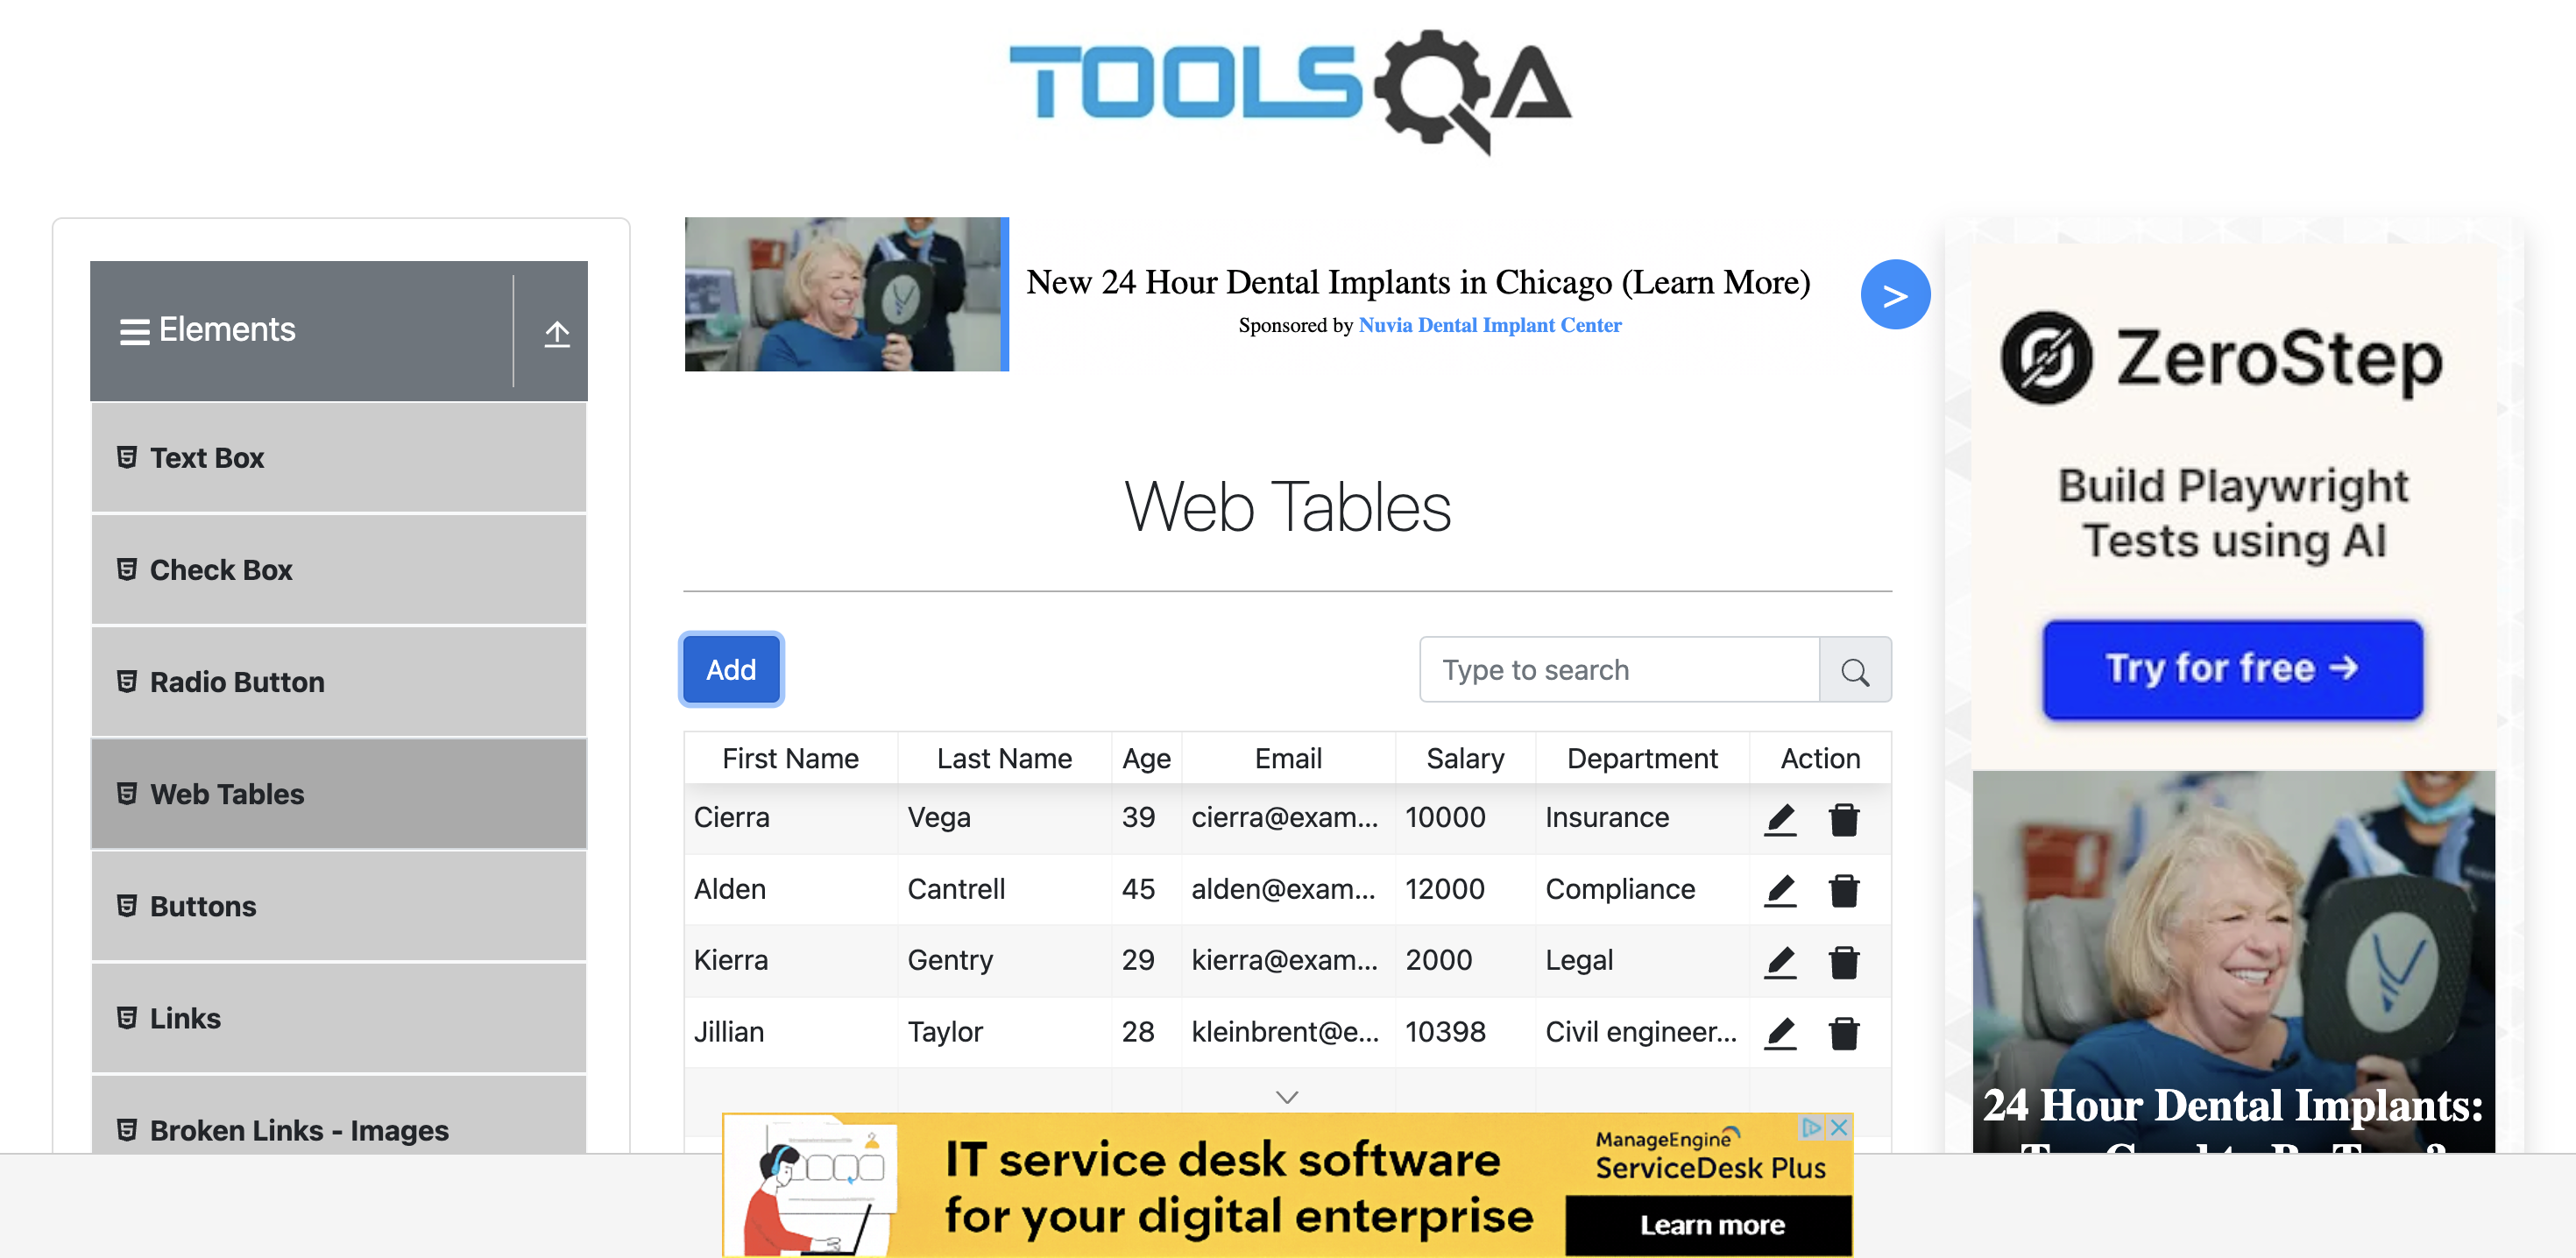 TOOLSQA
Elements
Text Box
Check Box
Radio Button
Web Tables
Buttons
Links
Broken Links - Images
New 24 Hour Dental Implants in Chicago (Learn More)
Sponsored by Nuvia Dental Implant Center
>
Web Tables
Add
Type to search
First Name Last Name Age Email Salary Department Action
Cierra Vega 39 cierra@exam... 10000 Insurance
Alden Cantrell 45 alden@exam... 12000 Compliance
Kierra Gentry 29 kierra@exam... 2000 Legal
Jillian Taylor 28 kleinbrent@e... 10398 Civil engineer...
IT service desk software
for your digital enterprise
ManageEngine
ServiceDesk Plus
Learn more
ZeroStep
Build Playwright
Tests using AI
Try for free →
24 Hour Dental Implants: